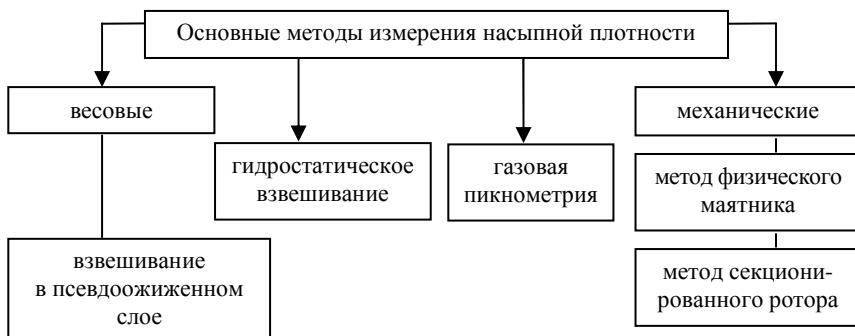 Основные методы измерения насыпной плотности
весовые
механические
гидростатическое
взвешивание
газовая
пикнометрия
метод физического
маятника
взвешивание
в псевдоожиженном
слое
метод секциони-
рованного ротора